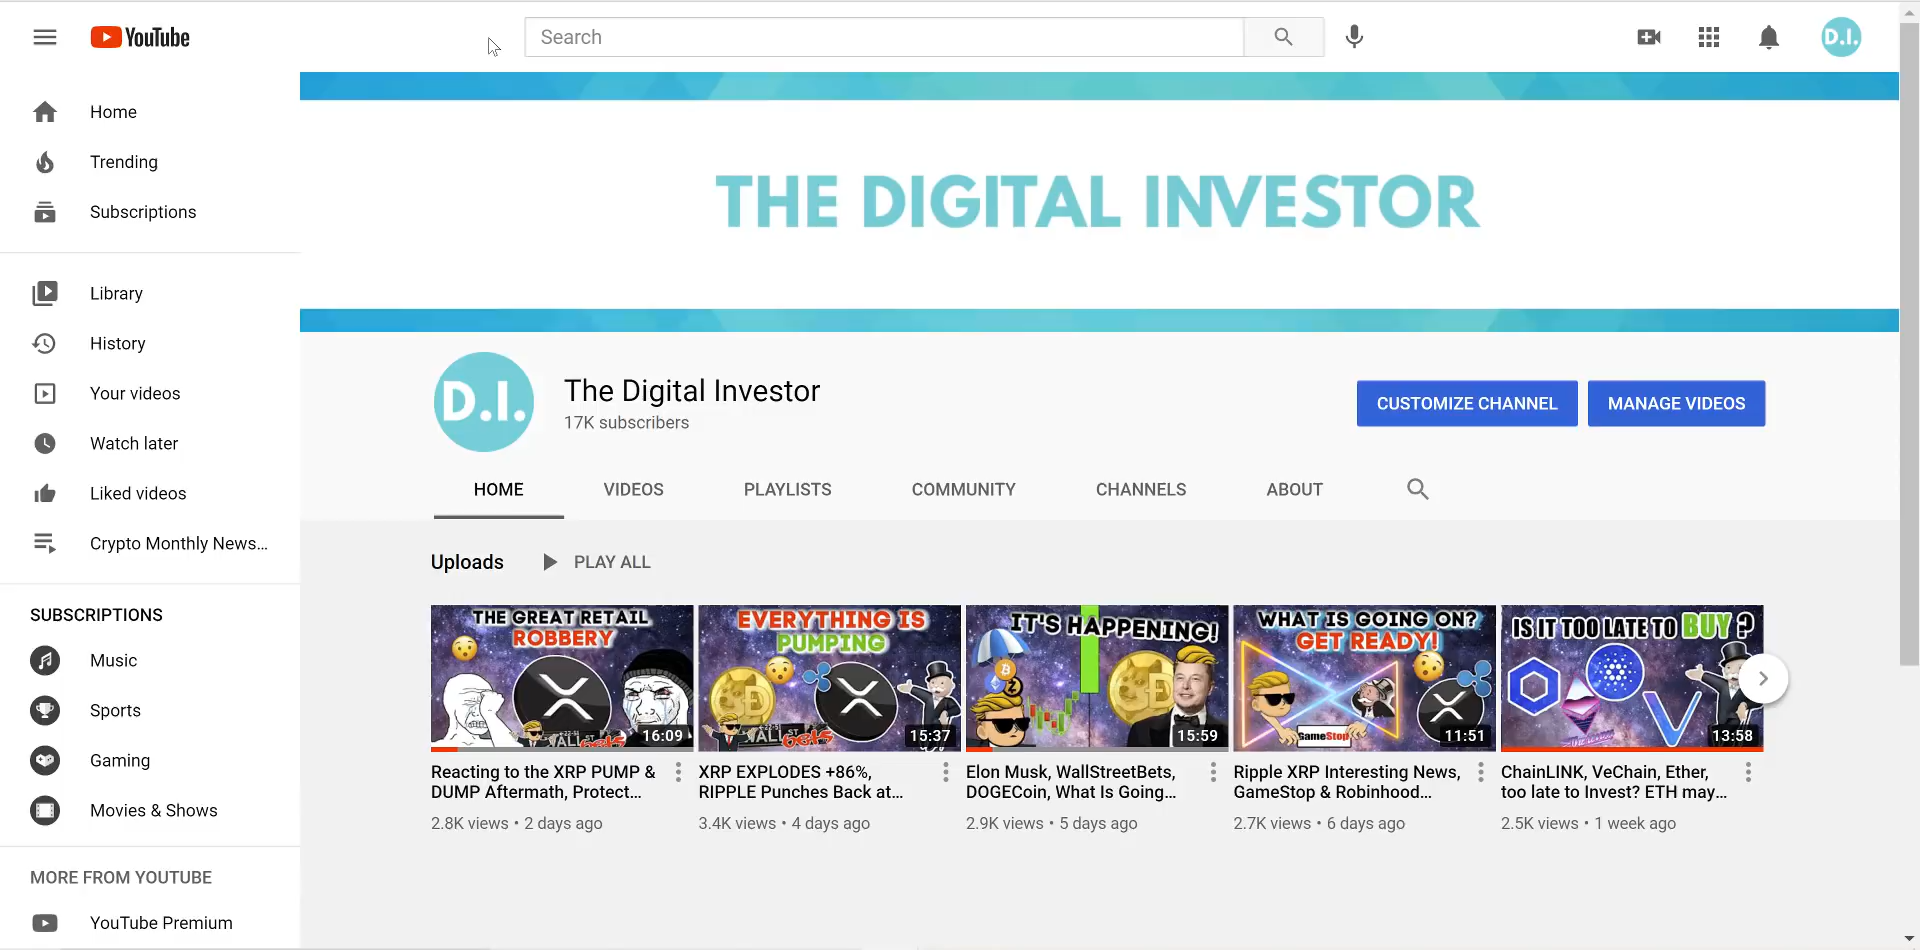 YouTube
Search
D.I.
Home
Trending
Subscriptions
Library
History
Your videos
Watch later
Liked videos
Crypto Monthly News...
SUBSCRIPTIONS
Music
Sports
Gaming
Movies & Shows
MORE FROM YOUTUBE
YouTube Premium
THE DIGITAL INVESTOR
D.I.
The Digital Investor
17K subscribers
CUSTOMIZE CHANNEL
MANAGE VIDEOS
HOME
VIDEOS
PLAYLISTS
COMMUNITY
CHANNELS
ABOUT
Uploads
PLAY ALL
THE GREAT RETAIL
ROBBERY
16:09
Reacting to the XRP PUMP &
DUMP Aftermath, Protect...
2.8K views • 2 days ago
EVERYTHING IS
PUMPING
15:37
XRP EXPLODES +86%,
RIPPLE Punches Back at...
3.4K views • 4 days ago
IT'S HAPPENING!
15:59
Elon Musk, WallStreetBets,
DOGECoin, What Is Going...
2.9K views • 5 days ago
WHAT IS GOING ON?
GET READY!
GameStop
11:51
Ripple XRP Interesting News,
GameStop & Robinhood...
2.7K views • 6 days ago
IS IT TOO LATE TO BUY ?
13:58
ChainLINK, VeChain, Ether,
too late to Invest? ETH may...
2.5K views • 1 week ago